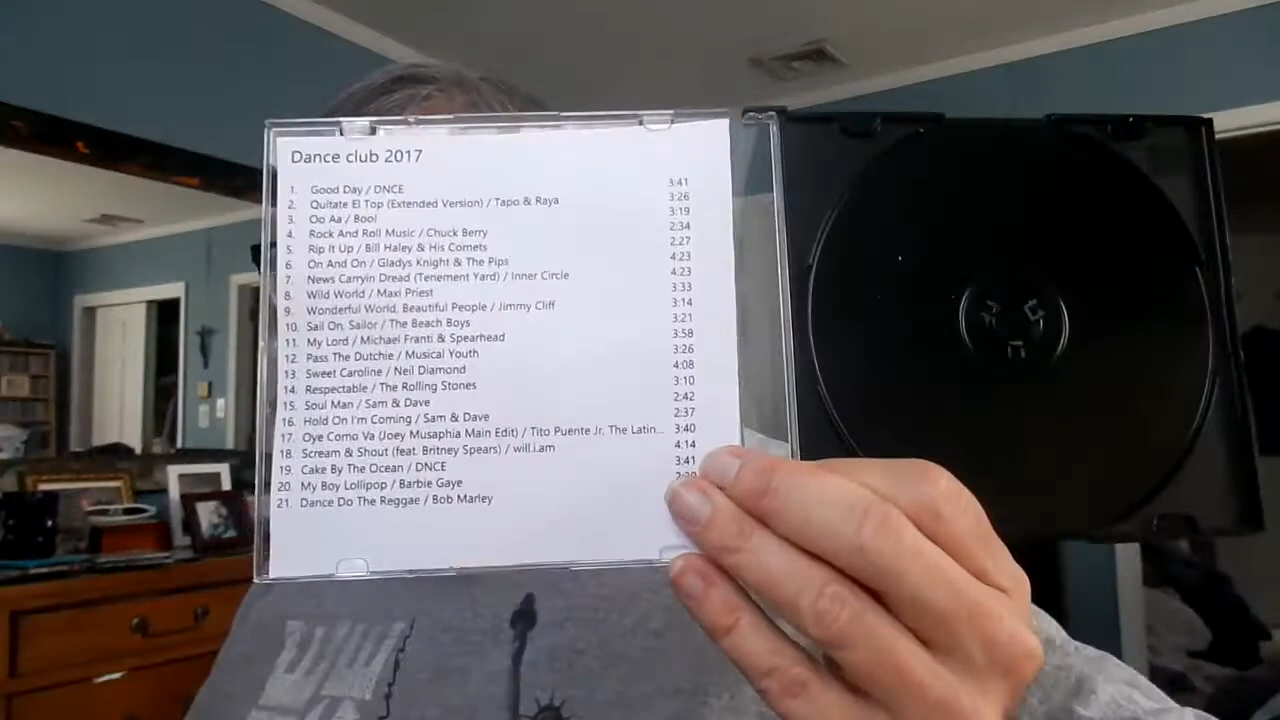 Dance club 2017
1. Good Day / DNCE 3:41
2. Quitate El Top (Extended Version) / Tapo & Raya 3:26
3. Oo Aa / Bool 3:19
4. Rock And Roll Music / Chuck Berry 2:34
5. Rip It Up / Bill Haley & His Comets 2:27
6. On And On / Gladys Knight & The Pips 4:23
7. News Carryin Dread (Tenement Yard) / Inner Circle 4:23
8. Wild World / Maxi Priest 3:33
9. Wonderful World, Beautiful People / Jimmy Cliff 3:14
10. Sail On, Sailor / The Beach Boys 3:21
11. My Lord / Michael Franti & Spearhead 3:58
12. Pass The Dutchie / Musical Youth 3:26
13. Sweet Caroline / Neil Diamond 4:08
14. Respectable / The Rolling Stones 3:10
15. Soul Man / Sam & Dave 2:42
16. Hold On I'm Coming / Sam & Dave 2:37
17. Oye Como Va (Joey Musaphia Main Edit) / Tito Puente Jr. The Latin... 3:40
18. Scream & Shout (feat. Britney Spears) / will.i.am 4:14
19. Cake By The Ocean / DNCE 3:41
20. My Boy Lollipop / Barbie Gaye
21. Dance Do The Reggae / Bob Marley